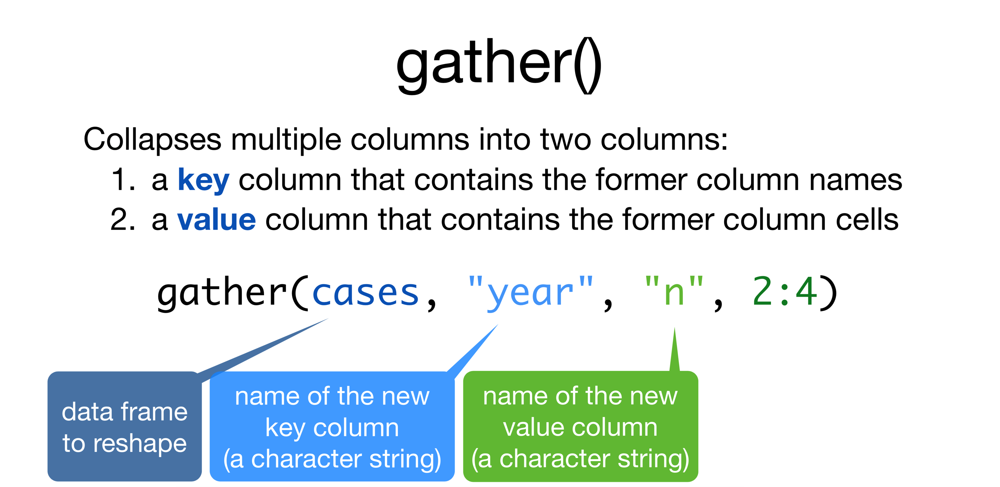 gather()
Collapses multiple columns into two columns:
1. a key column that contains the former column names
2. a value column that contains the former column cells
gather(cases, "year", "n", 2:4)
data frame
to reshape
name of the new
key column
(a character string)
name of the new
value column
(a character string)